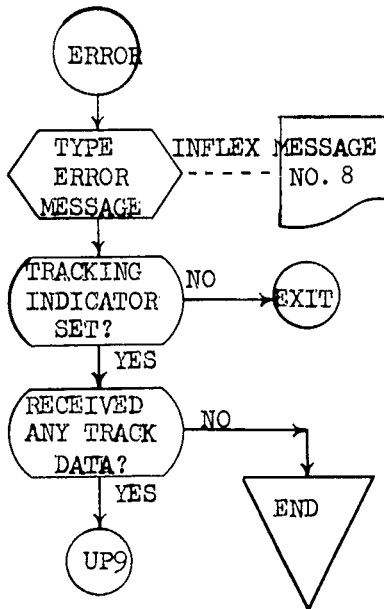 ERROR
TYPE
ERROR
MESSAGE
INFLEX MESSAGE
NO. 8
TRACKING
INDICATOR
SET?
NO
EXIT
YES
RECEIVED
ANY TRACK
DATA?
NO
END
YES
UP9